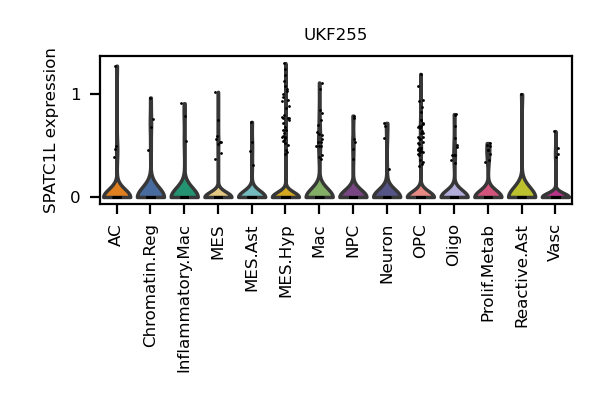 UKF255
SPATC1L expression
1
0
AC
Chromatin.Reg
Inflammatory.Mac
MES
MES.Ast
MES.Hyp
Mac
NPC
Neuron
OPC
Oligo
Prolif.Metab
Reactive.Ast
Vasc